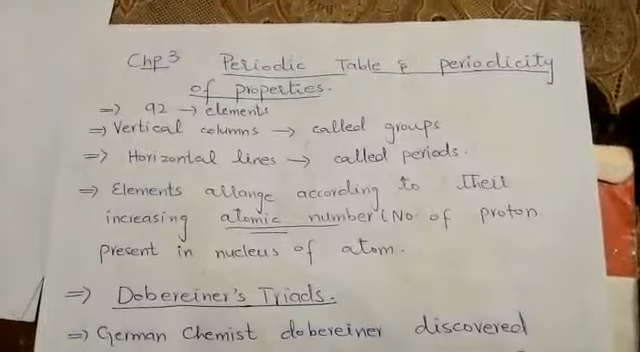 Chp 3 Periodic Table & periodicity
of properties.
=> 92 → elements
=> Vertical columns → called groups
=> Horizontal lines → called periods.
=> Elements arrange according to their
increasing atomic number (No. of proton
present in nucleus of atom.
=> Dobereiner's Triads.
=> German Chemist dobereiner discovered